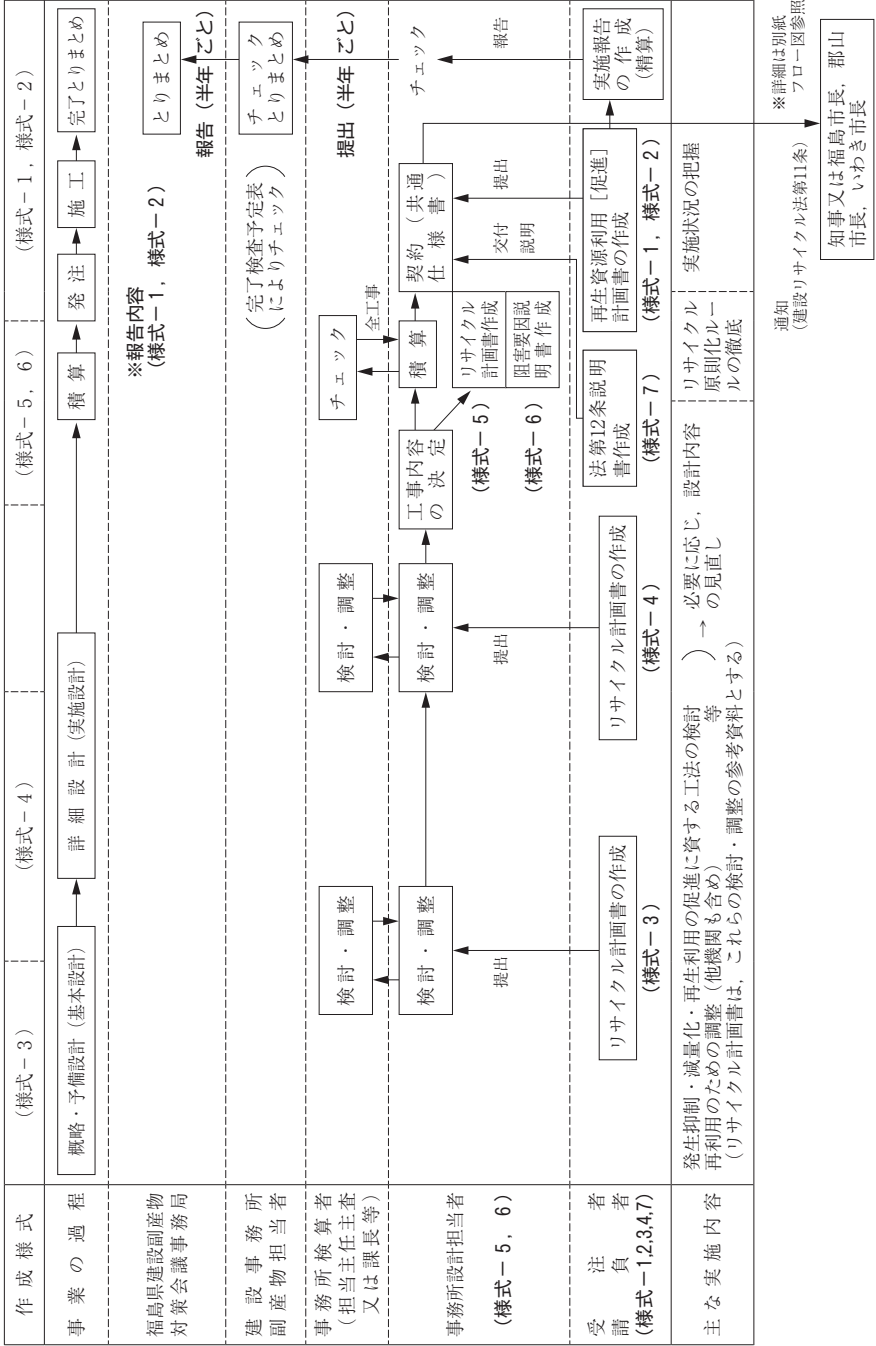 作成様式
(様式－3)
(様式－4)
(様式－5, 6)
(様式－1, 様式－2)
事業の過程
概略・予備設計(基本設計)
詳細設計(実施設計)
積算
発注
施工
完了とりまとめ
福島県建設副産物
対策会議事務局
※報告内容
(様式－1, 様式－2)
とりまとめ
報告(半年ごと)
建設事務所
副産物担当者
(完了検査予定表
によりチェック)
チェック
とりまとめ
提出(半年ごと)
事務所検算者
(担当主任主査
又は課長等)
検討・調整
検討・調整
チェック
全工事
事務所設計担当者
(様式－5, 6)
検討・調整
提出
検討・調整
提出
工事内容
の決定
(様式－5)
(様式－6)
積算
リサイクル
計画書作成
阻害要因説
明書作成
契約(共通
仕様書)
交付
説明
提出
チェック
報告
受注者
請負者
(様式－1,2,3,4,7)
リサイクル計画書の作成
(様式－3)
リサイクル計画書の作成
(様式－4)
法第12条説明
書作成
(様式－7)
再生資源利用[促進]
計画書の作成
(様式－1, 様式－2)
実施報告
の作成
(精算)
主な実施内容
発生抑制・減量化・再生利用の促進に資する工法の検討
再利用のための調整(他機関も含め) 等
→ 必要に応じ, 設計内容
の見直し
(リサイクル計画書は, これらの検討・調整の参考資料とする)
リサイクル
原則化ルー
ルの徹底
実施状況の把握
通知
(建設リサイクル法第11条)
※詳細は別紙
フロー図参照
知事又は福島市長, 郡山
市長, いわき市長